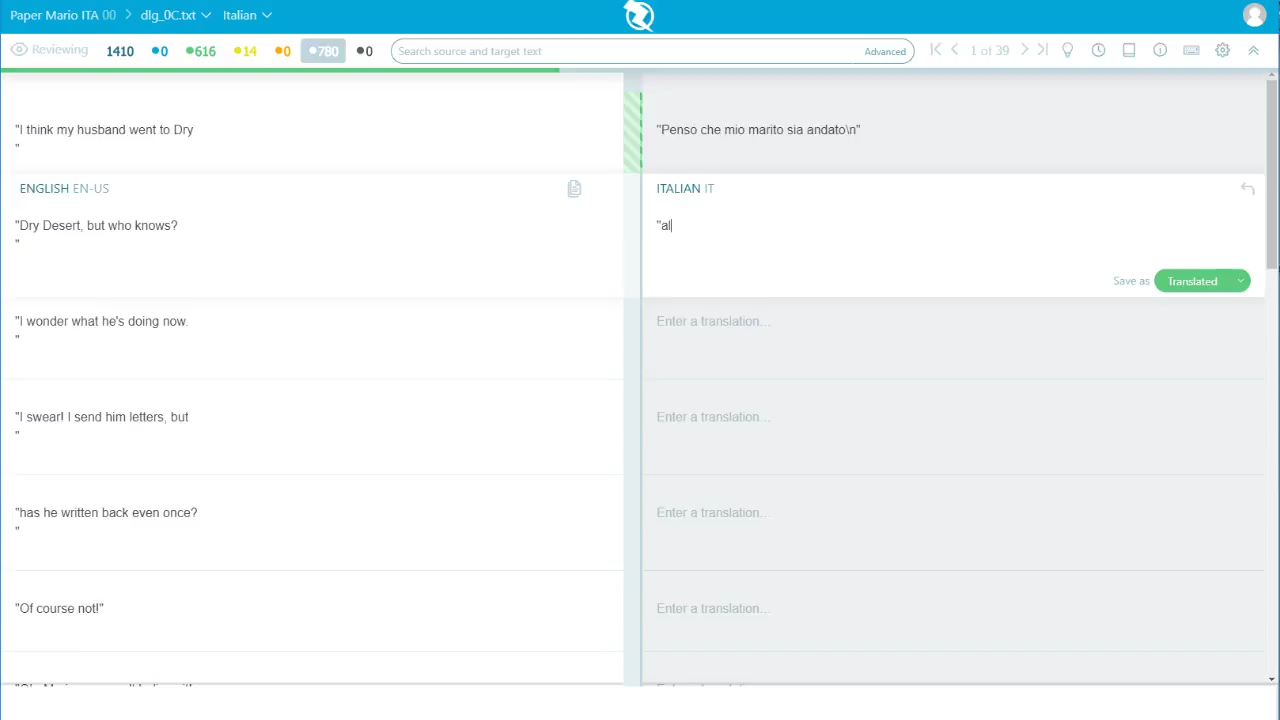 Paper Mario ITA 00 dlg_0C.txt Italian
Reviewing 1410 0 616 14 0 780 0 Search source and target text Advanced 1 of 39
"I think my husband went to Dry
"
"Penso che mio marito sia andato\n"
ENGLISH EN-US
"Dry Desert, but who knows?
"
ITALIAN IT
"al
Save as Translated
"I wonder what he's doing now.
"
Enter a translation...
"I swear! I send him letters, but
"
Enter a translation...
"has he written back even once?
"
Enter a translation...
"Of course not!"
Enter a translation...